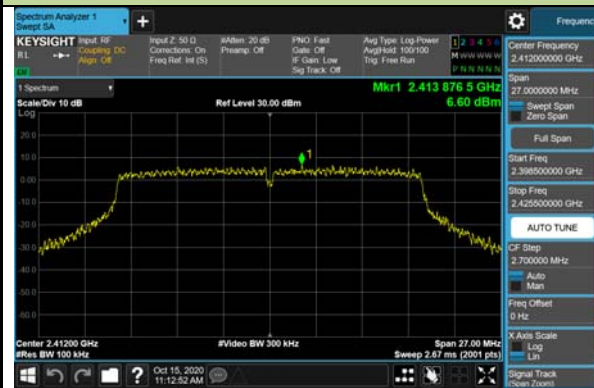 Spectrum Analyzer 1
Swept SA
Frequenc
KEYSIGHT Input: RF
RL
Coupling: DC
Align: Off
Input Z: 50 Ω
Corrections: On
Freq Ref: Int (S)
#Atten: 20 dB
Preamp: Off
PNO: Fast
Gate: Off
IF Gain: Low
Sig Track: Off
Avg Type: Log-Power
Avg|Hold: 100/100
Trig: Free Run
1 2 3 4 5 6
M W W W W W
P N N N N N
1 Spectrum
Scale/Div 10 dB
Log
Ref Level 30.00 dBm
Mkr1 2.413 876 5 GHz
6.60 dBm
1
20.0
10.0
0.00
-10.0
-20.0
-30.0
-40.0
-50.0
-60.0
Center 2.41200 GHz
#Res BW 100 kHz
#Video BW 300 kHz
Span 27.00 MHz
Sweep 2.67 ms (2001 pts)
Center Frequency
2.412000000 GHz
Span
27.0000000 MHz
Swept Span
Zero Span
Full Span
Start Freq
2.398500000 GHz
Stop Freq
2.425500000 GHz
AUTO TUNE
CF Step
2.700000 MHz
Auto
Man
Freq Offset
0 Hz
X Axis Scale
Log
Lin
Signal Track
(Span Zoom)
?
Oct 15, 2020
11:12:52 AM